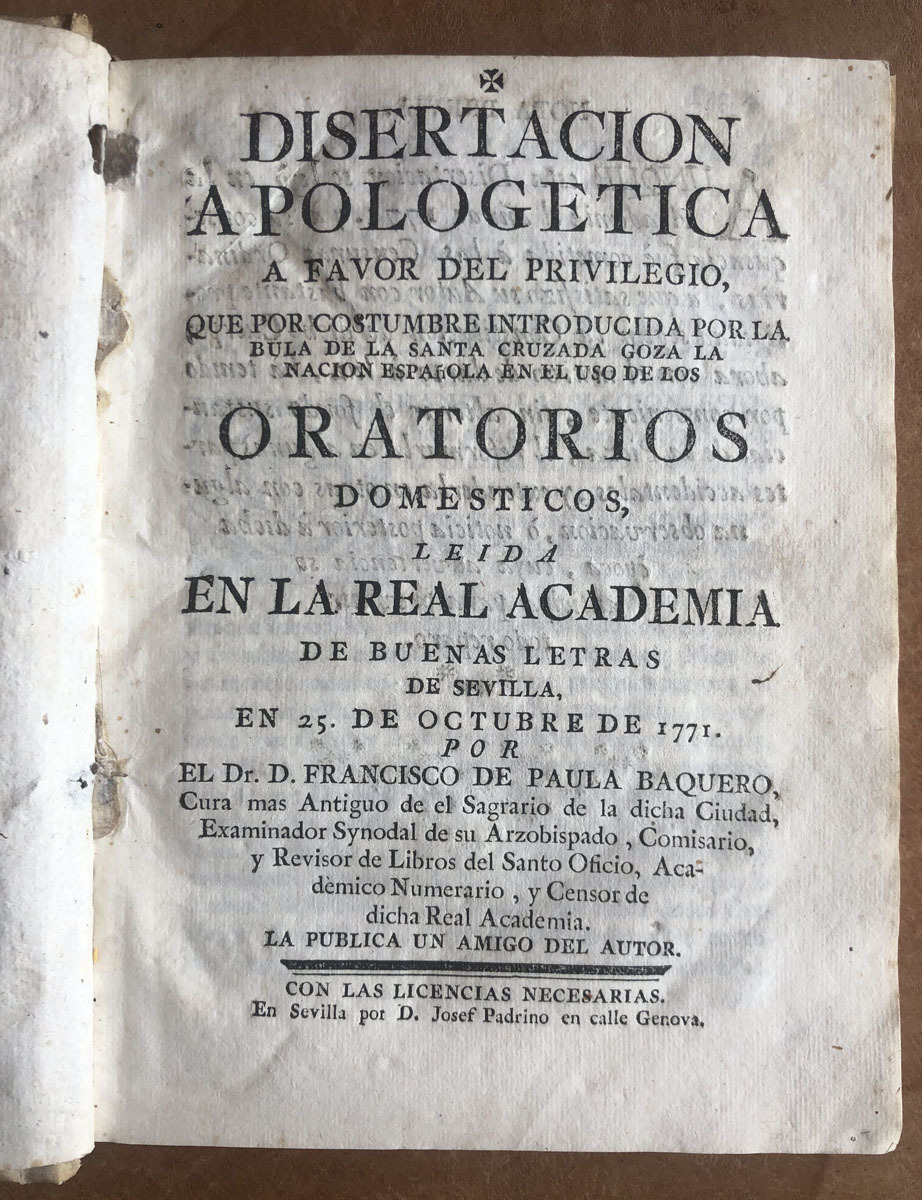 ✠
DISERTACION
APOLOGETICA
A FAVOR DEL PRIVILEGIO,
QUE POR COSTUMBRE INTRODUCIDA POR LA
BULA DE LA SANTA CRUZADA GOZA LA
NACION ESPAñOLA EN EL USO DE LOS
ORATORIOS
DOMESTICOS,
LEIDA
EN LA REAL ACADEMIA
DE BUENAS LETRAS
DE SEVILLA,
EN 25. DE OCTUBRE DE 1771.
POR
EL Dr. D. FRANCISCO DE PAULA BAQUERO,
Cura mas Antiguo de el Sagrario de la dicha Ciudad,
Examinador Synodal de su Arzobispado , Comisario,
y Revisor de Libros del Santo Oficio, Aca-
dèmico Numerario , y Censor de
dicha Real Academia.
LA PUBLICA UN AMIGO DEL AUTOR.
CON LAS LICENCIAS NECESARIAS.
En Sevilla por D. Josef Padrino en calle Genova.